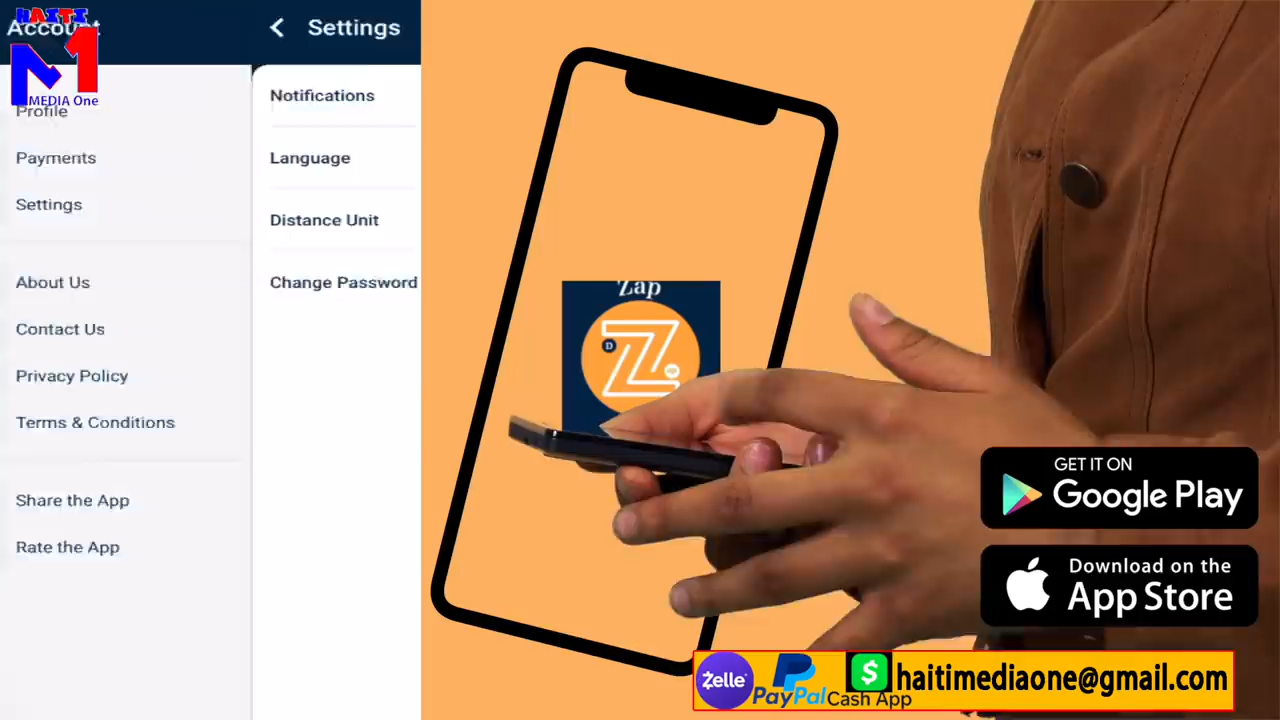 HAITI
M1
MEDIA One
Account
Profile
Payments
Settings
About Us
Contact Us
Privacy Policy
Terms & Conditions
Share the App
Rate the App
Settings
Notifications
Language
Distance Unit
Change Password
Zap
Z
D
GET IT ON
Google Play
Download on the
App Store
Zelle
PayPal
$
Cash App
haitimediaone@gmail.com